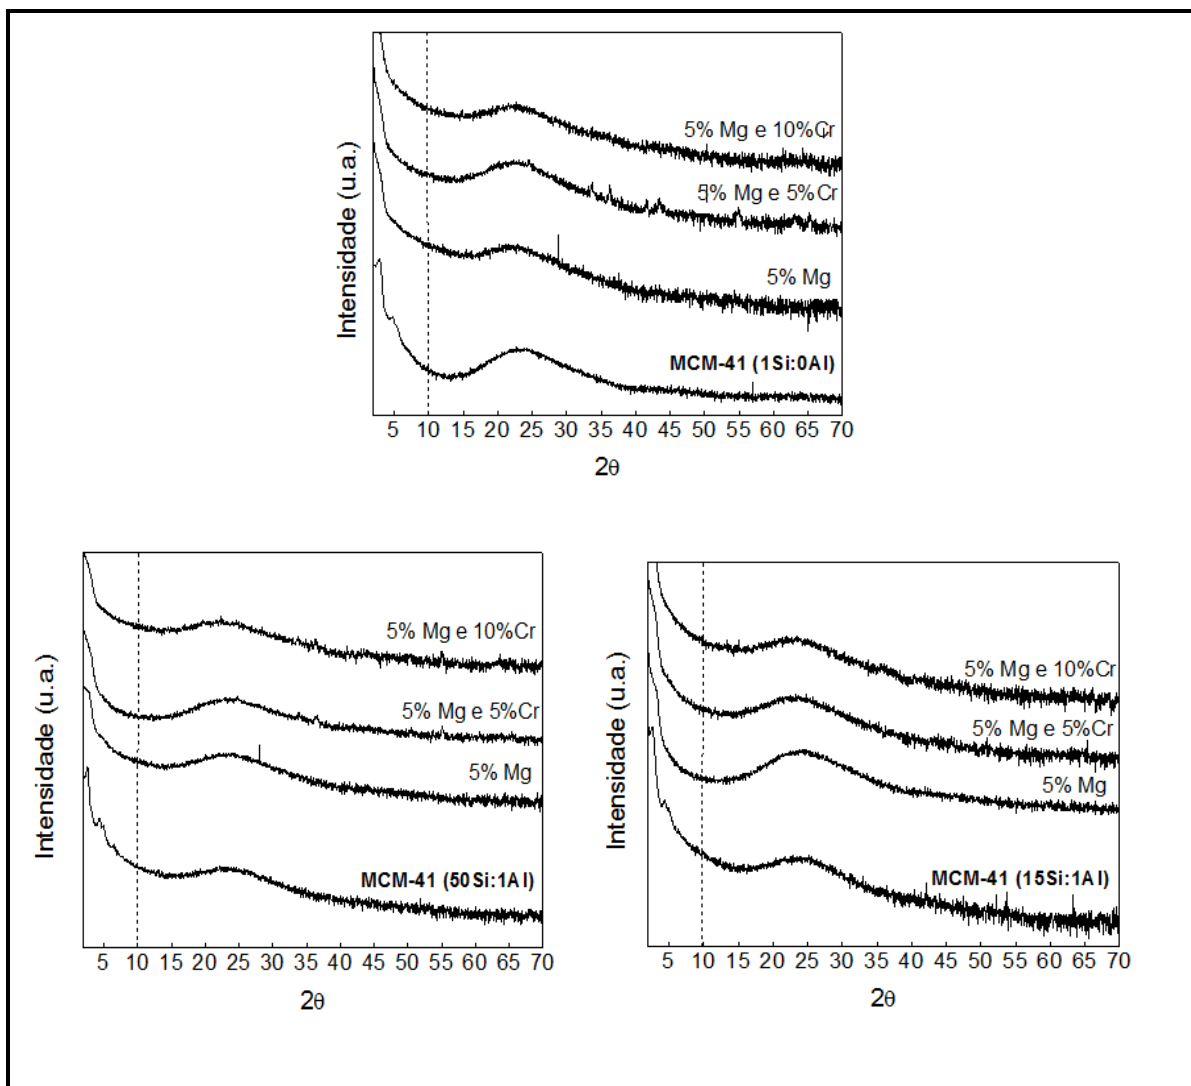 Intensidade (u.a.)
5% Mg e 10%Cr
5% Mg e 5%Cr
5% Mg
MCM-41 (1Si:0Al)
5 10 15 20 25 30 35 40 45 50 55 60 65 70
2θ
Intensidade (u.a.)
5% Mg e 10%Cr
5% Mg e 5%Cr
5% Mg
MCM-41 (50Si:1Al)
5 10 15 20 25 30 35 40 45 50 55 60 65 70
2θ
Intensidade (u.a.)
5% Mg e 10%Cr
5% Mg e 5%Cr
5% Mg
MCM-41 (15Si:1Al)
5 10 15 20 25 30 35 40 45 50 55 60 65 70
2θ